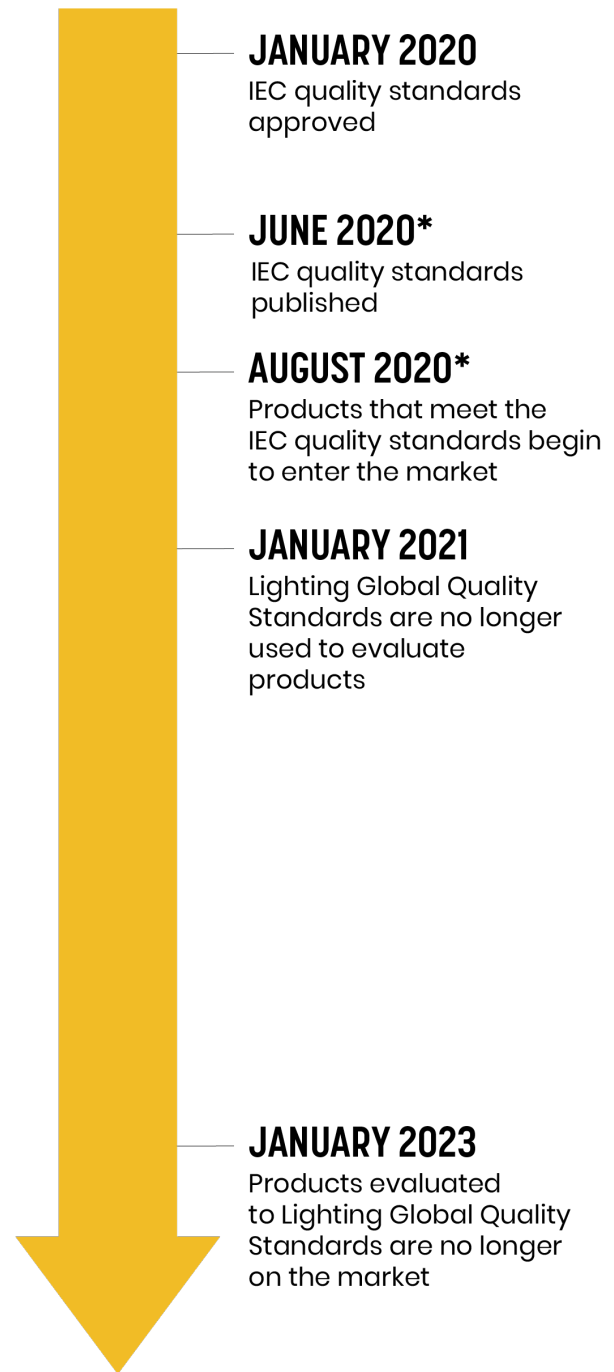 JANUARY 2020
IEC quality standards
approved
JUNE 2020*
IEC quality standards
published
AUGUST 2020*
Products that meet the
IEC quality standards begin
to enter the market
JANUARY 2021
Lighting Global Quality
Standards are no longer
used to evaluate
products
JANUARY 2023
Products evaluated
to Lighting Global Quality
Standards are no longer
on the market